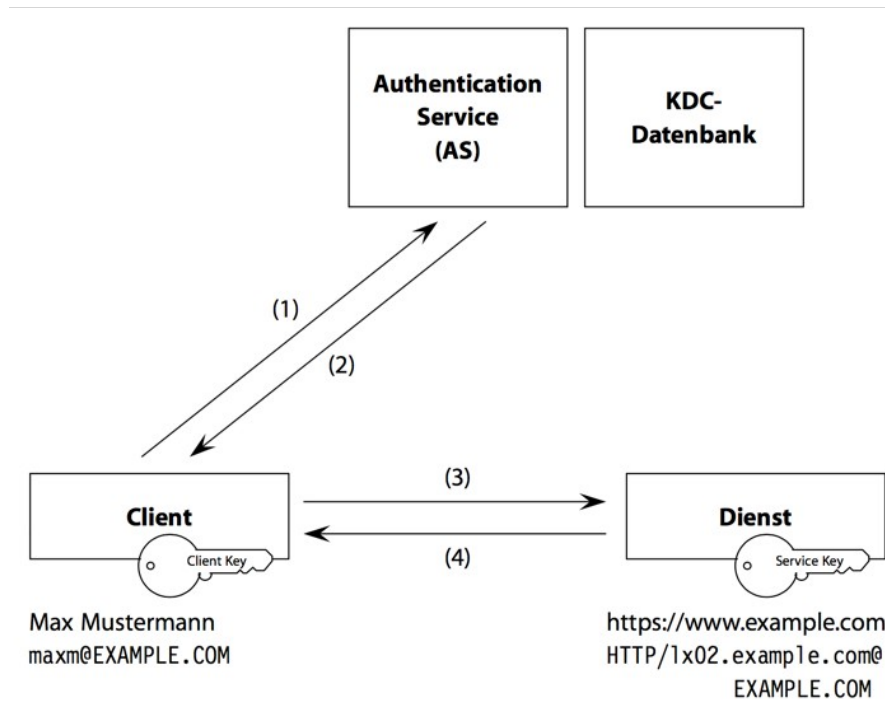 Authentication
Service
(AS)
KDC-
Datenbank
(1)
(2)
(3)
(4)
Client
Client Key
Dienst
Service Key
Max Mustermann
maxm@EXAMPLE.COM
https://www.example.com
HTTP/lx02.example.com@
EXAMPLE.COM